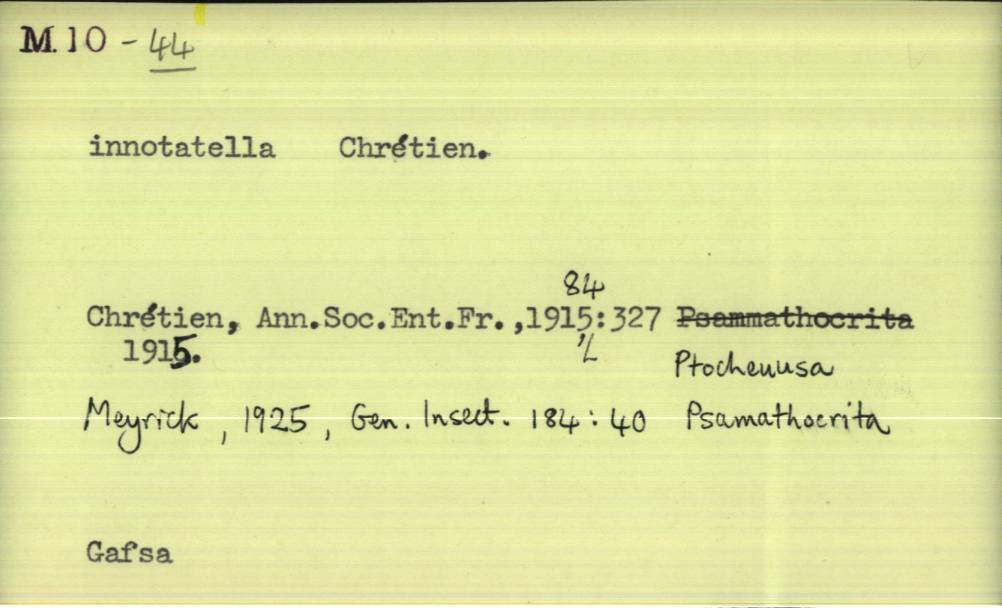 M.10 - 44
innotatella Chrétien.
84
Chrétien, Ann.Soc.Ent.Fr.,1915:327 Psammathocrita
1915.
Ptocheuusa
Meyrick, 1925, Gen. Insect. 184:40 Psamathocrita
Gafsa